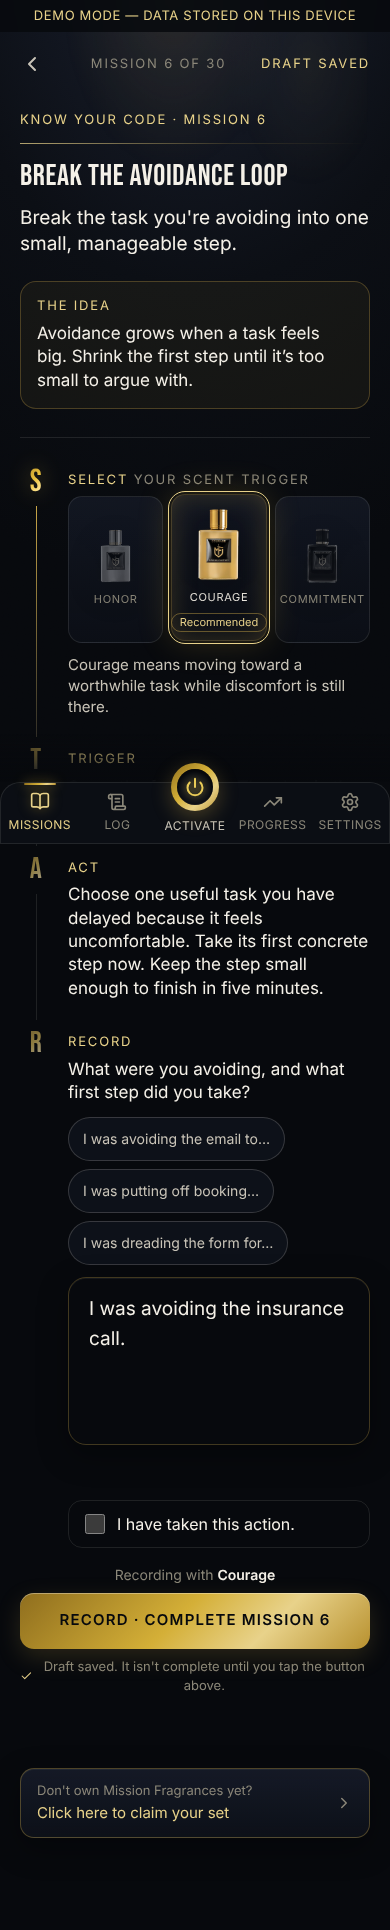 DEMO MODE — DATA STORED ON THIS DEVICE
MISSION 6 OF 30
DRAFT SAVED
KNOW YOUR CODE · MISSION 6
BREAK THE AVOIDANCE LOOP
Break the task you're avoiding into one
small, manageable step.
THE IDEA
Avoidance grows when a task feels
big. Shrink the first step until it’s too
small to argue with.
S
SELECT YOUR SCENT TRIGGER
HONOR
COURAGE
Recommended
COMMITMENT
Courage means moving toward a
worthwhile task while discomfort is still
there.
T
TRIGGER
MISSIONS
LOG
ACTIVATE
PROGRESS
SETTINGS
A
ACT
Choose one useful task you have
delayed because it feels
uncomfortable. Take its first concrete
step now. Keep the step small
enough to finish in five minutes.
R
RECORD
What were you avoiding, and what
first step did you take?
I was avoiding the email to...
I was putting off booking...
I was dreading the form for...
I was avoiding the insurance
call.
I have taken this action.
Recording with Courage
RECORD · COMPLETE MISSION 6
Draft saved. It isn't complete until you tap the button
above.
Don't own Mission Fragrances yet?
Click here to claim your set